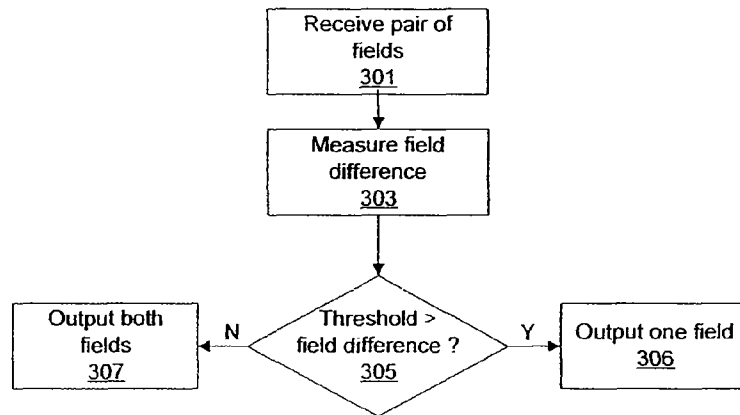 Receive pair of
fields
301
Measure field
difference
303
Threshold >
field difference ?
305
N
Y
Output both
fields
307
Output one field
306